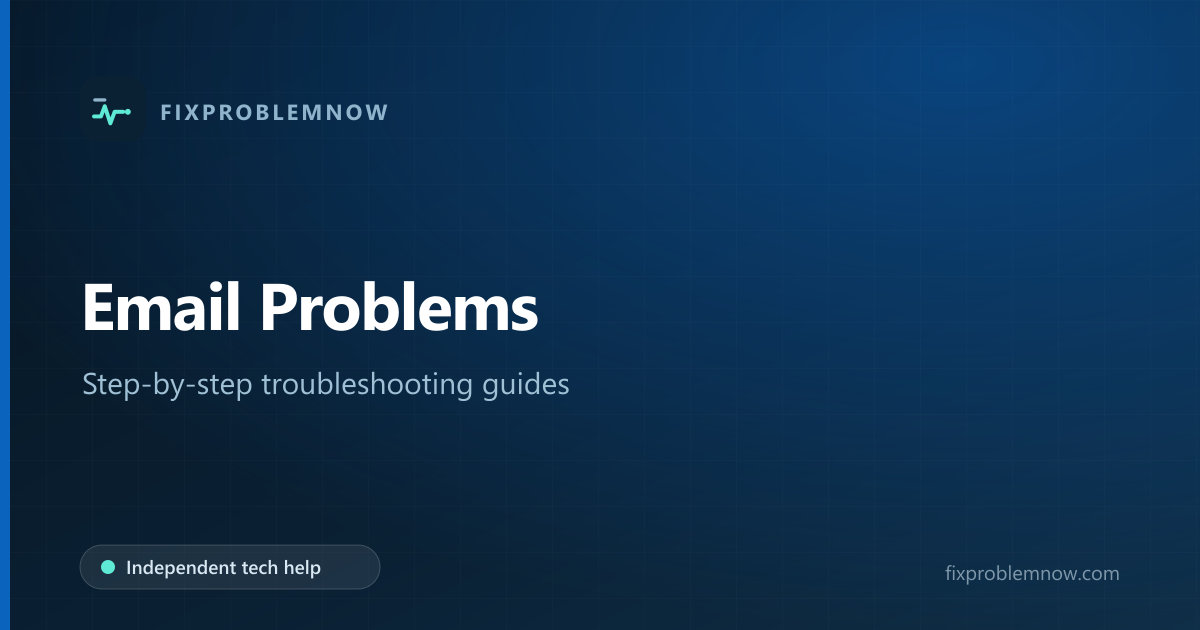 FIXPROBLEMNOW
Email Problems
Step-by-step troubleshooting guides
Independent tech help
fixproblemnow.com